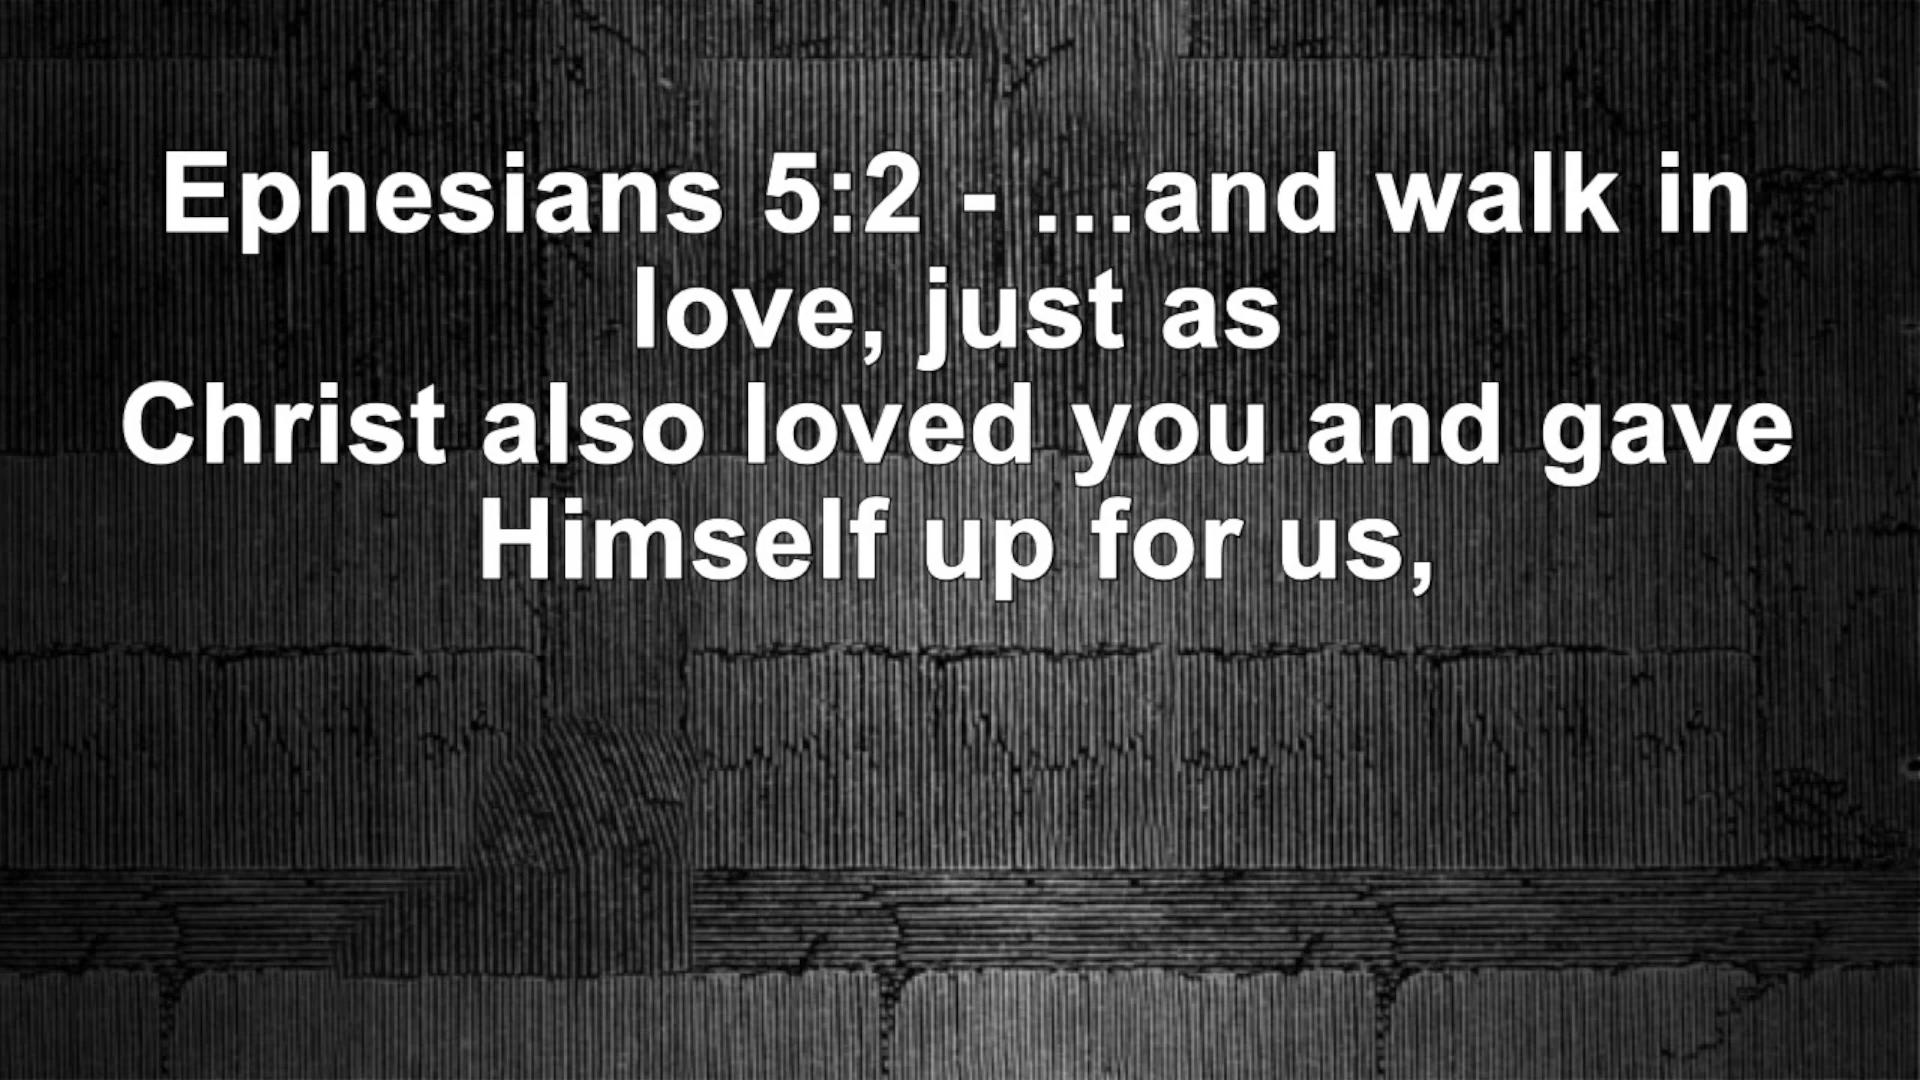 Ephesians 5:2 - …and walk in
love, just as
Christ also loved you and gave
Himself up for us,